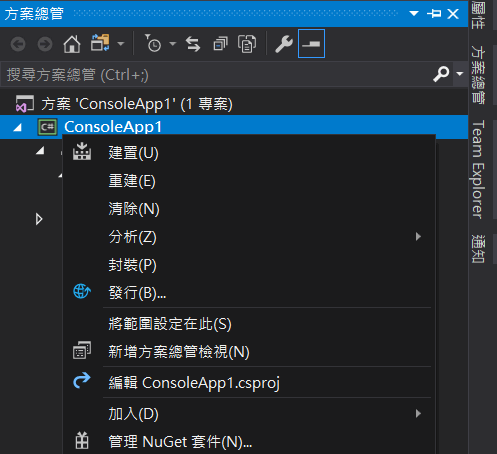 方案總管
搜尋方案總管 (Ctrl+;)
方案 'ConsoleApp1' (1 專案)
C# ConsoleApp1
建置(U)
重建(E)
清除(N)
分析(Z)
封裝(P)
發行(B)...
將範圍設定在此(S)
新增方案總管檢視(N)
編輯 ConsoleApp1.csproj
加入(D)
管理 NuGet 套件(N)...
屬性
方案總管
Team Explorer
通知